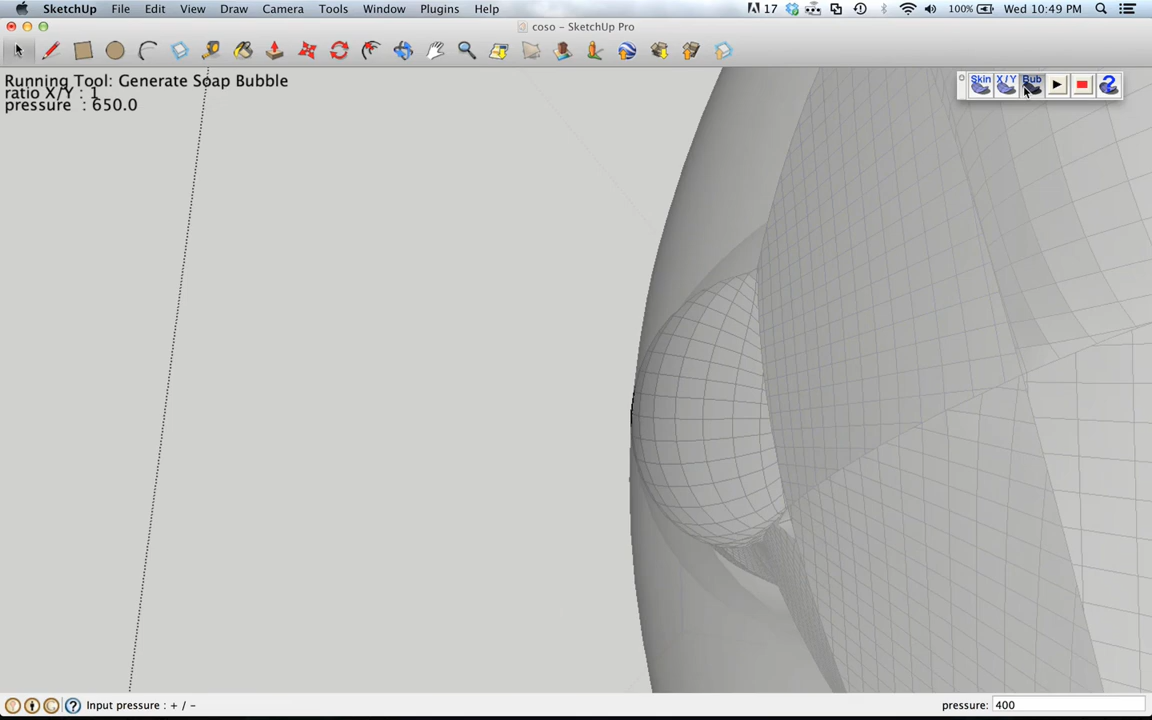 SketchUp File Edit View Draw Camera Tools Window Plugins Help 17 100% Wed 10:49 PM
coso – SketchUp Pro
Running Tool: Generate Soap Bubble
ratio X/Y : 1
pressure : 650.0
Skin X/Y Bub ?
? Input pressure : + / – pressure: 400